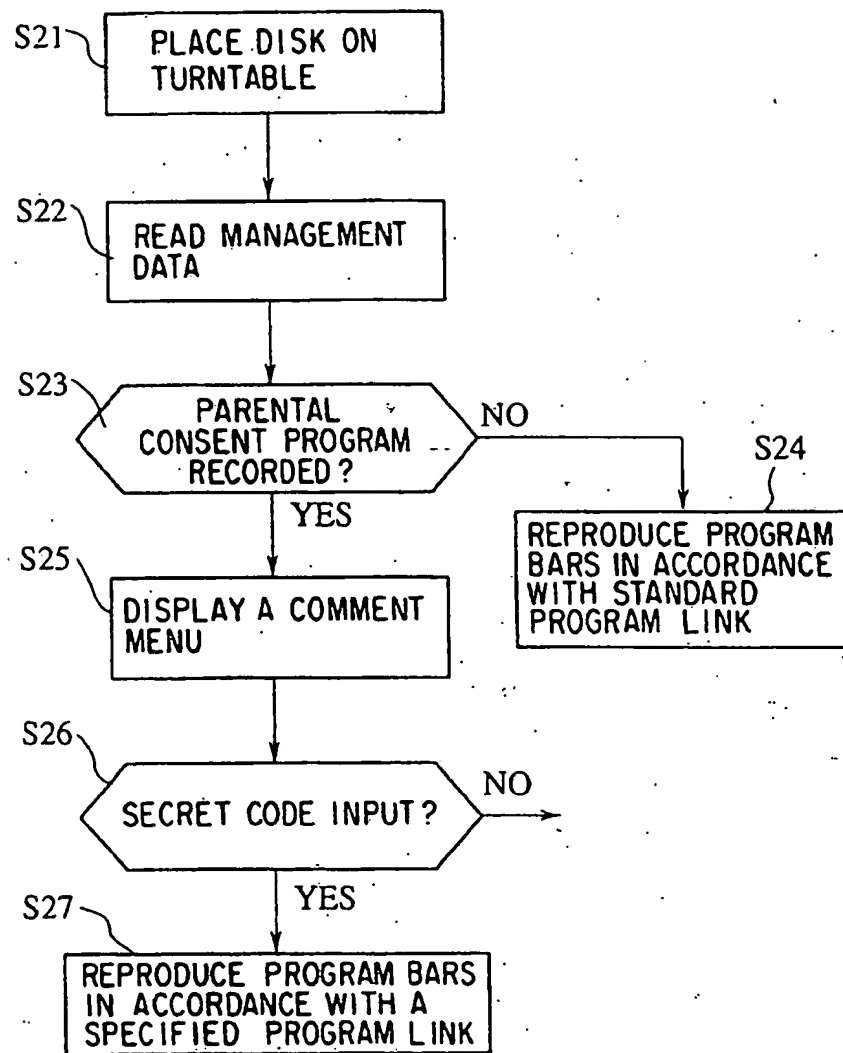 S21
PLACE DISK ON
TURNTABLE
S22
READ MANAGEMENT
DATA
S23
PARENTAL
CONSENT PROGRAM
RECORDED?
NO
YES
S24
REPRODUCE PROGRAM
BARS IN ACCORDANCE
WITH STANDARD
PROGRAM LINK
S25
DISPLAY A COMMENT
MENU
S26
SECRET CODE INPUT?
NO
YES
S27
REPRODUCE PROGRAM BARS
IN ACCORDANCE WITH A
SPECIFIED PROGRAM LINK